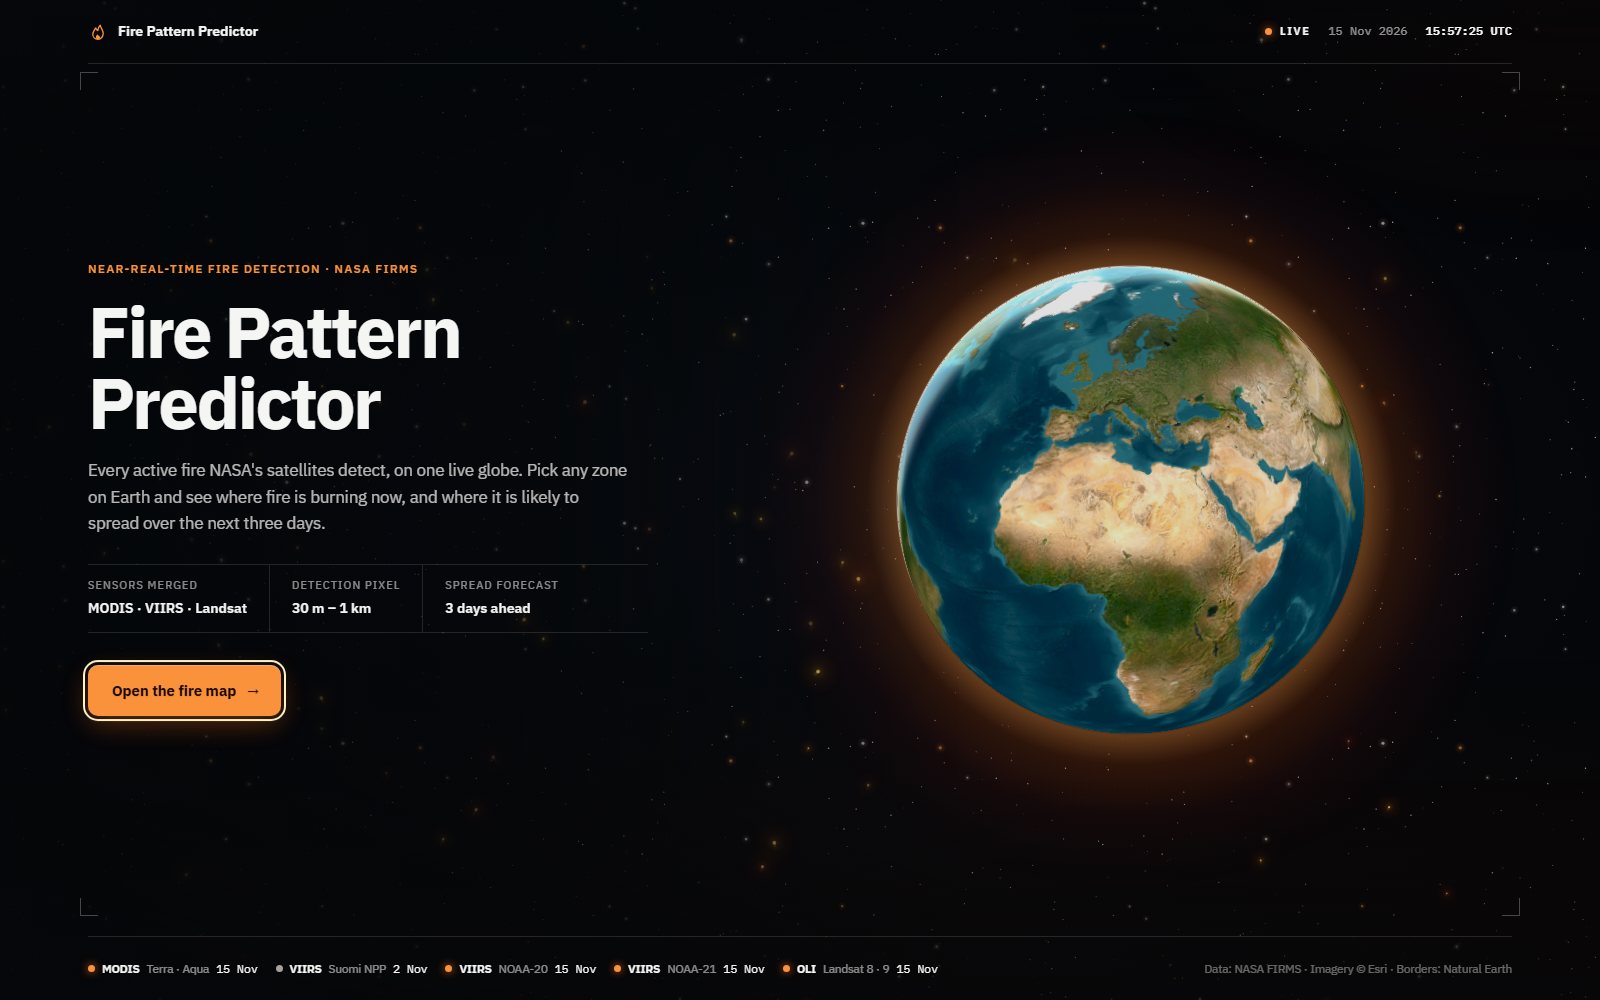 Fire Pattern Predictor
LIVE 15 Nov 2026 15:57:25 UTC
NEAR-REAL-TIME FIRE DETECTION · NASA FIRMS
Fire Pattern
Predictor
Every active fire NASA's satellites detect, on one live globe. Pick any zone
on Earth and see where fire is burning now, and where it is likely to
spread over the next three days.
SENSORS MERGED
MODIS · VIIRS · Landsat
DETECTION PIXEL
30 m – 1 km
SPREAD FORECAST
3 days ahead
Open the fire map →
MODIS Terra · Aqua 15 Nov
VIIRS Suomi NPP 2 Nov
VIIRS NOAA-20 15 Nov
VIIRS NOAA-21 15 Nov
OLI Landsat 8 · 9 15 Nov
Data: NASA FIRMS · Imagery © Esri · Borders: Natural Earth